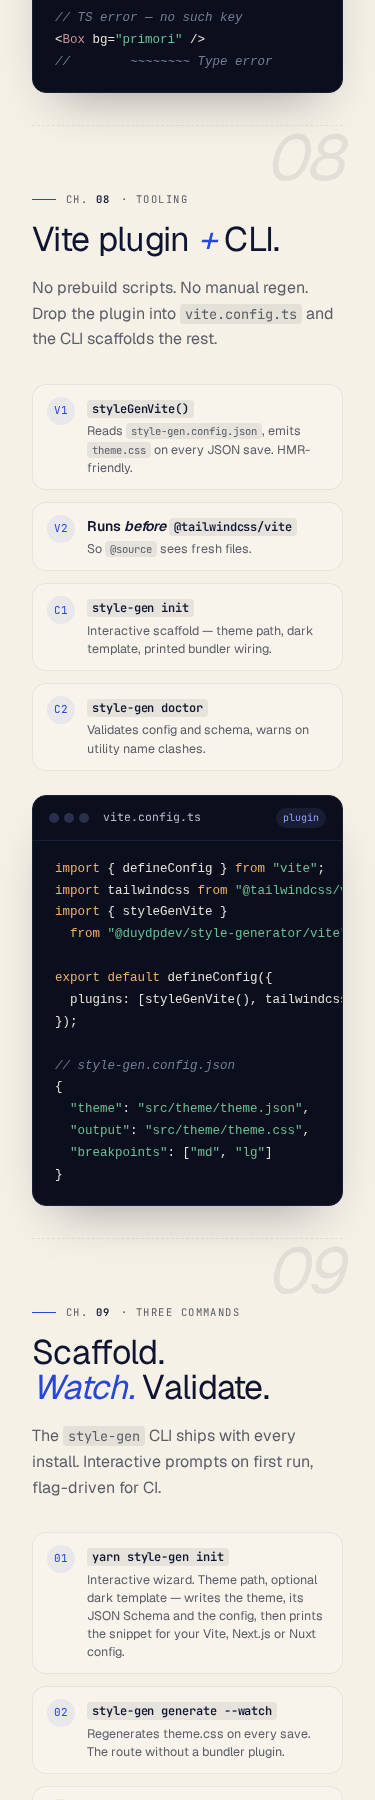 // TS error — no such key
<Box bg="primori" />
//        ~~~~~~~~ Type error
08
CH. 08 · TOOLING
Vite plugin + CLI.
No prebuild scripts. No manual regen.
Drop the plugin into vite.config.ts and
the CLI scaffolds the rest.
V1
styleGenVite()
Reads style-gen.config.json, emits
theme.css on every JSON save. HMR-
friendly.
V2
Runs before @tailwindcss/vite
So @source sees fresh files.
C1
style-gen init
Interactive scaffold — theme path, dark
template, printed bundler wiring.
C2
style-gen doctor
Validates config and schema, warns on
utility name clashes.
vite.config.ts
plugin
import { defineConfig } from "vite";
import tailwindcss from "@tailwindcss/v
import { styleGenVite }
  from "@duydpdev/style-generator/vite"
export default defineConfig({
  plugins: [styleGenVite(), tailwindcss
});
// style-gen.config.json
{
  "theme": "src/theme/theme.json",
  "output": "src/theme/theme.css",
  "breakpoints": ["md", "lg"]
}
09
CH. 09 · THREE COMMANDS
Scaffold.
Watch. Validate.
The style-gen CLI ships with every
install. Interactive prompts on first run,
flag-driven for CI.
01
yarn style-gen init
Interactive wizard. Theme path, optional
dark template — writes the theme, its
JSON Schema and the config, then prints
the snippet for your Vite, Next.js or Nuxt
config.
02
style-gen generate --watch
Regenerates theme.css on every save.
The route without a bundler plugin.